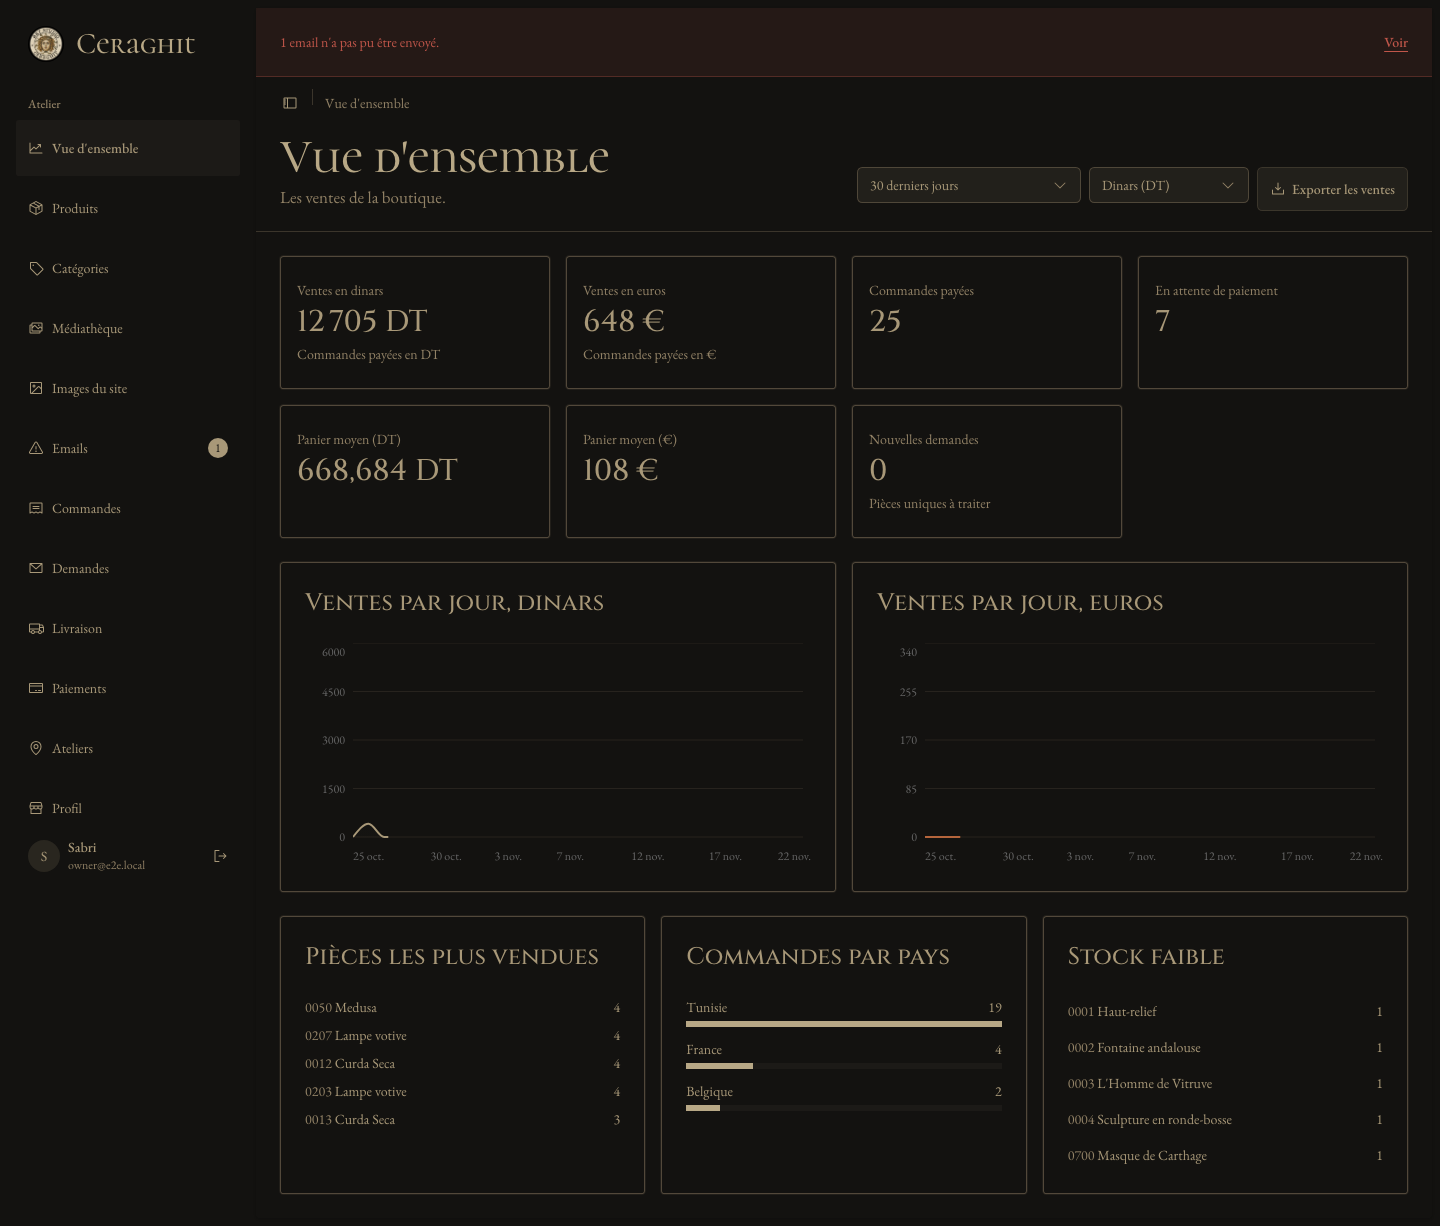 Ceraghit
Atelier
Vue d'ensemble
Produits
Catégories
Médiathèque
Images du site
Emails
1
Commandes
Demandes
Livraison
Paiements
Ateliers
Profil
S
Sabri
owner@e2e.local
1 email n'a pas pu être envoyé.
Voir
Vue d'ensemble
Vue d'ensemble
Les ventes de la boutique.
30 derniers jours
Dinars (DT)
Exporter les ventes
Ventes en dinars
12 705 DT
Commandes payées en DT
Ventes en euros
648 €
Commandes payées en €
Commandes payées
25
En attente de paiement
7
Panier moyen (DT)
668,684 DT
Panier moyen (€)
108 €
Nouvelles demandes
0
Pièces uniques à traiter
Ventes par jour, dinars
6000
4500
3000
1500
0
25 oct. 30 oct. 3 nov. 7 nov. 12 nov. 17 nov. 22 nov.
Ventes par jour, euros
340
255
170
85
0
25 oct. 30 oct. 3 nov. 7 nov. 12 nov. 17 nov. 22 nov.
Pièces les plus vendues
0050 Medusa 4
0207 Lampe votive 4
0012 Curda Seca 4
0203 Lampe votive 4
0013 Curda Seca 3
Commandes par pays
Tunisie 19
France 4
Belgique 2
Stock faible
0001 Haut-relief 1
0002 Fontaine andalouse 1
0003 L'Homme de Vitruve 1
0004 Sculpture en ronde-bosse 1
0700 Masque de Carthage 1